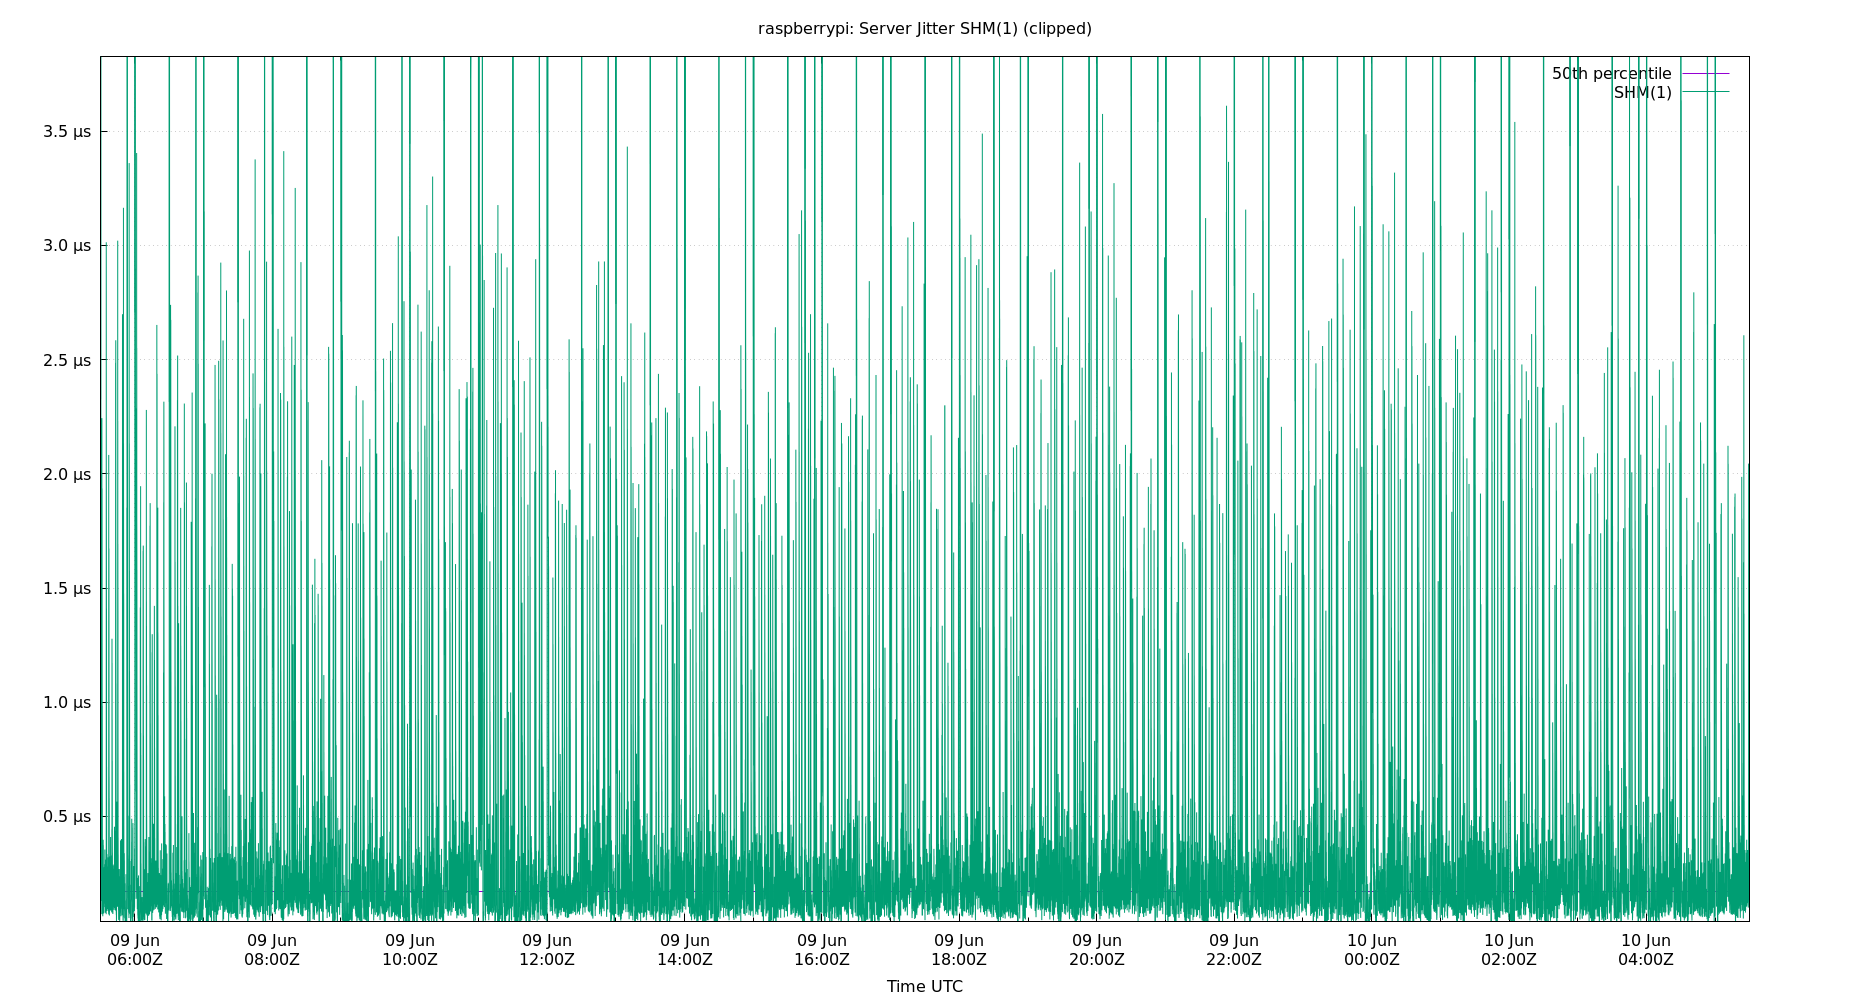 raspberrypi: Server Jitter SHM(1) (clipped)
50th percentile
SHM(1)
3.5 µs
3.0 µs
2.5 µs
2.0 µs
1.5 µs
1.0 µs
0.5 µs
09 Jun 09 Jun 09 Jun 09 Jun 09 Jun 09 Jun 09 Jun 09 Jun 09 Jun 10 Jun 10 Jun 10 Jun
06:00Z 08:00Z 10:00Z 12:00Z 14:00Z 16:00Z 18:00Z 20:00Z 22:00Z 00:00Z 02:00Z 04:00Z
Time UTC